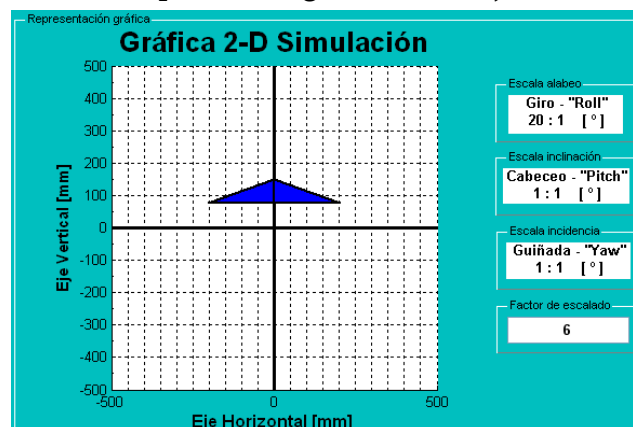 Representación gráfica
Gráfica 2-D Simulación
500
400
300
200
100
0
-100
-200
-300
-400
-500
-500
0
500
Eje Vertical [mm]
Eje Horizontal [mm]
Escala alabeo
Giro - "Roll"
20 : 1 [ º ]
Escala inclinación
Cabeceo - "Pitch"
1 : 1 [ º ]
Escala incidencia
Guiñada - "Yaw"
1 : 1 [ º ]
Factor de escalado
6